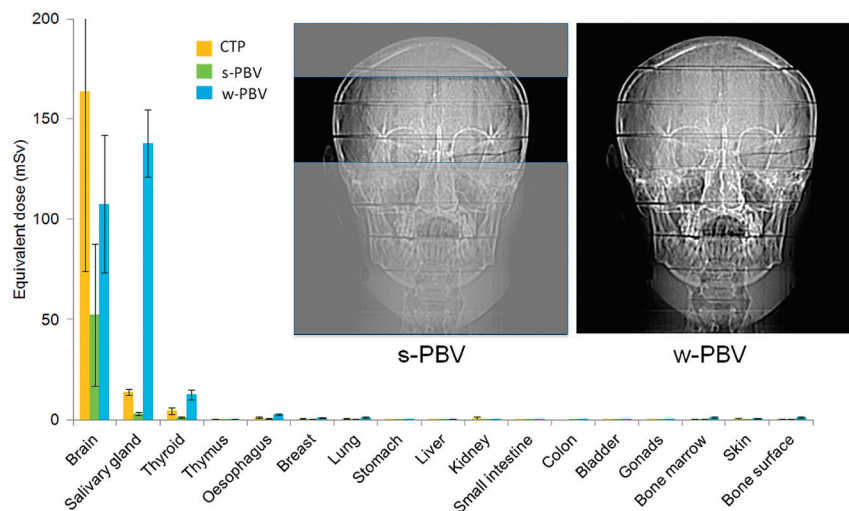 200
150
100
50
0
Equivalent dose (mSv)
CTP
s-PBV
w-PBV
s-PBV
w-PBV
Brain
Salivary gland
Thyroid
Thymus
Oesophagus
Breast
Lung
Stomach
Liver
Kidney
Small intestine
Colon
Bladder
Gonads
Bone marrow
Skin
Bone surface